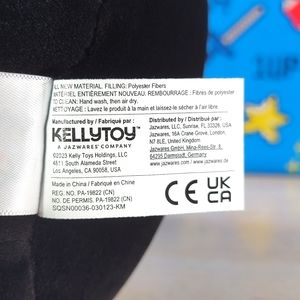 ALL NEW MATERIAL, FILLING: Polyester Fibers
MATÉRIEL ENTIÈREMENT NOUVEAU, REMBOURRAGE : Fibres de polyester
TO CLEAN: Hand wash, then air dry.
NETTOYAGE : Lavez le produit à la main et laissez-le sécher à l'air libre
Manufactured by / Fabriqué par :
KELLYTOY
A JAZWARES COMPANY
©2023 Kelly Toys Holdings, LLC
4811 South Alameda Street
Los Angeles, CA 90058, USA
Distributed by / Distribué par :
Jazwares, LLC, Sunrise, FL 33326, USA
Jazwares, 16A Crane Grove, London,
N7 8NN, United Kingdom
Jazwares GmbH, Mina-Rees-Str. 8,
64295 Darmstadt, Germany
www.jazwares.com / www.jazwares.de
Made in China / Fabriqué en Chine
REG. NO. PA-19822 (CN)
NO. DE PERMIS. PA-19822 (CN)
SQSN00036-030123-KM
CE
UK
CA
1UP